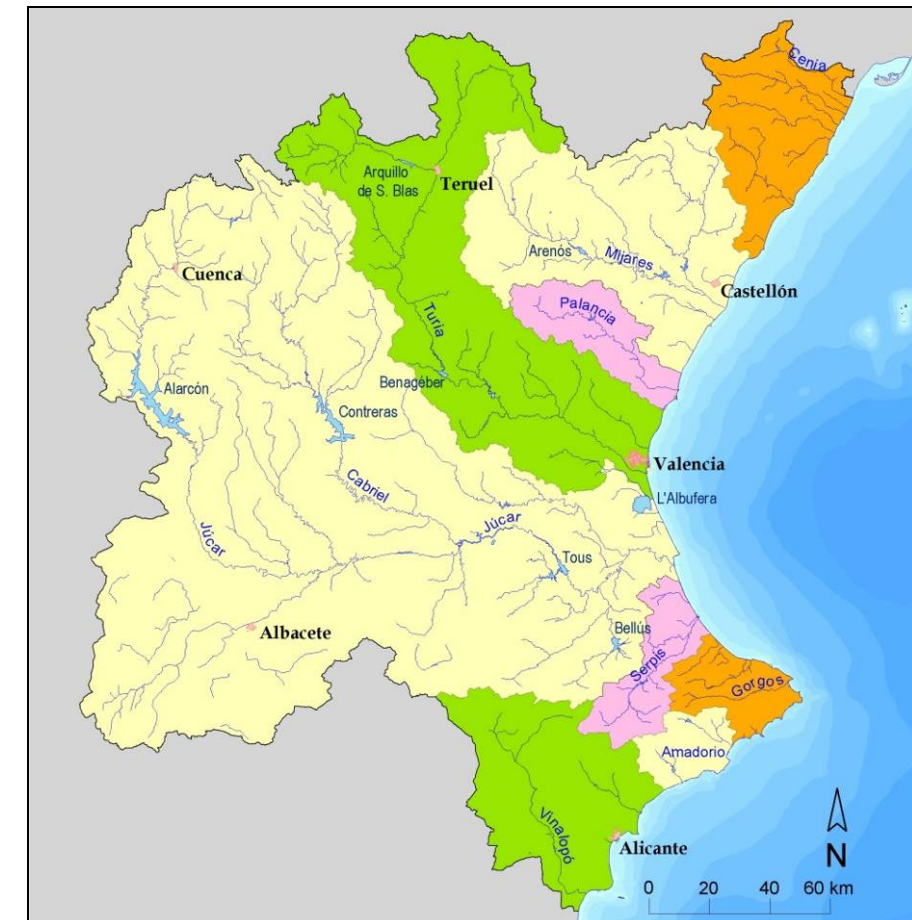 Cenia
Arquillo
de S. Blas
Teruel
Arenós
Mijares
Cuenca
Castellón
Palancia
Turia
Benagéber
Alarcón
Contreras
Valencia
Cabriel
L'Albufera
Júcar
Júcar
Tous
Albacete
Bellús
Serpis
Gorgos
Amadorio
Vinalopó
Alicante
N
0 20 40 60 km